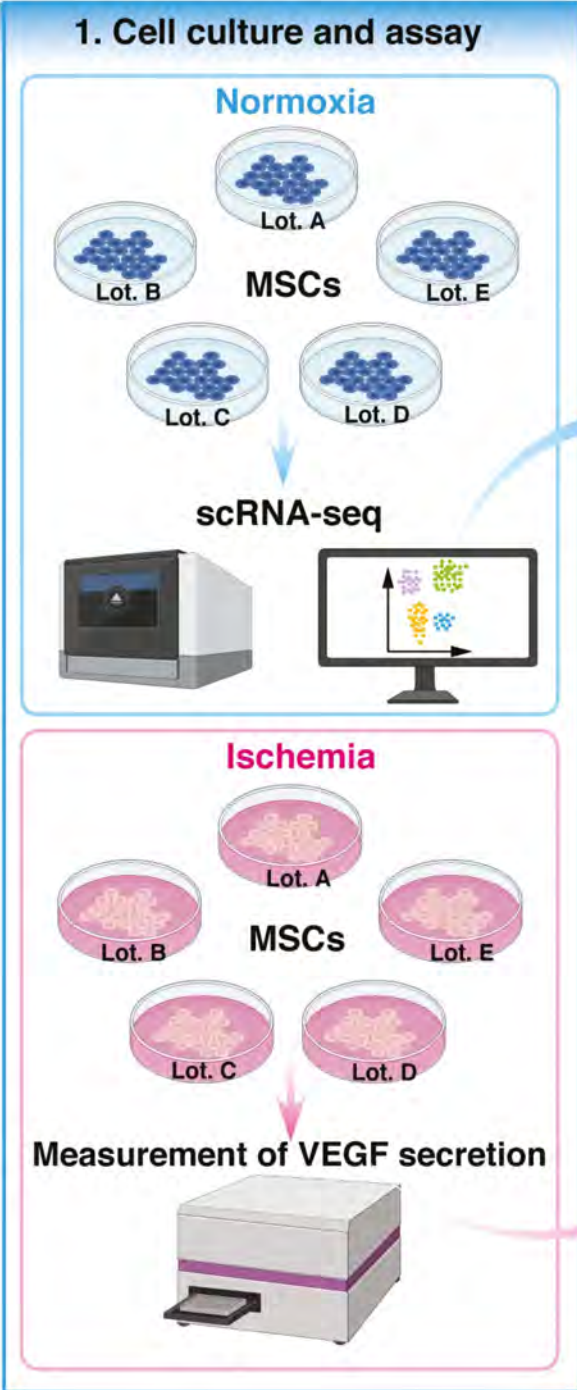 1. Cell culture and assay
Normoxia
Lot. A
Lot. B
MSCs
Lot. E
Lot. C
Lot. D
scRNA-seq
Ischemia
Lot. A
Lot. B
MSCs
Lot. E
Lot. C
Lot. D
Measurement of VEGF secretion